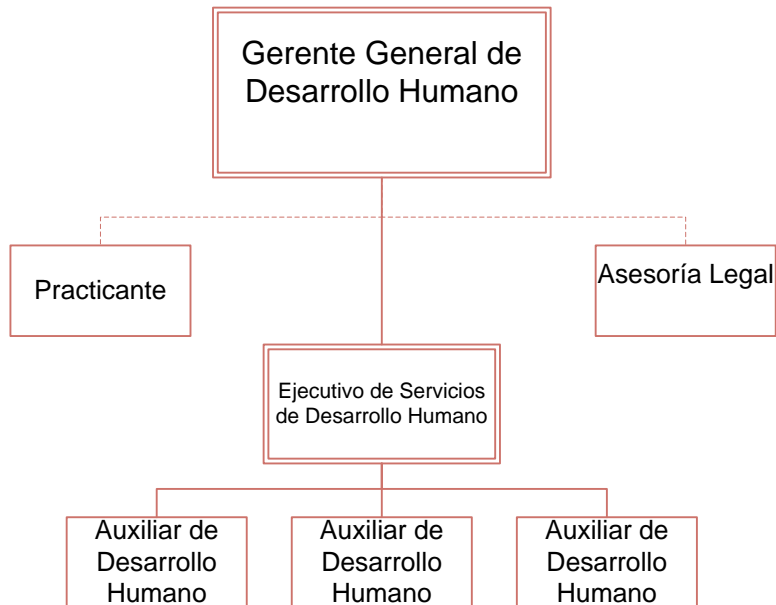 Gerente General de
Desarrollo Humano
Practicante
Asesoría Legal
Ejecutivo de Servicios
de Desarrollo Humano
Auxiliar de
Desarrollo
Humano
Auxiliar de
Desarrollo
Humano
Auxiliar de
Desarrollo
Humano